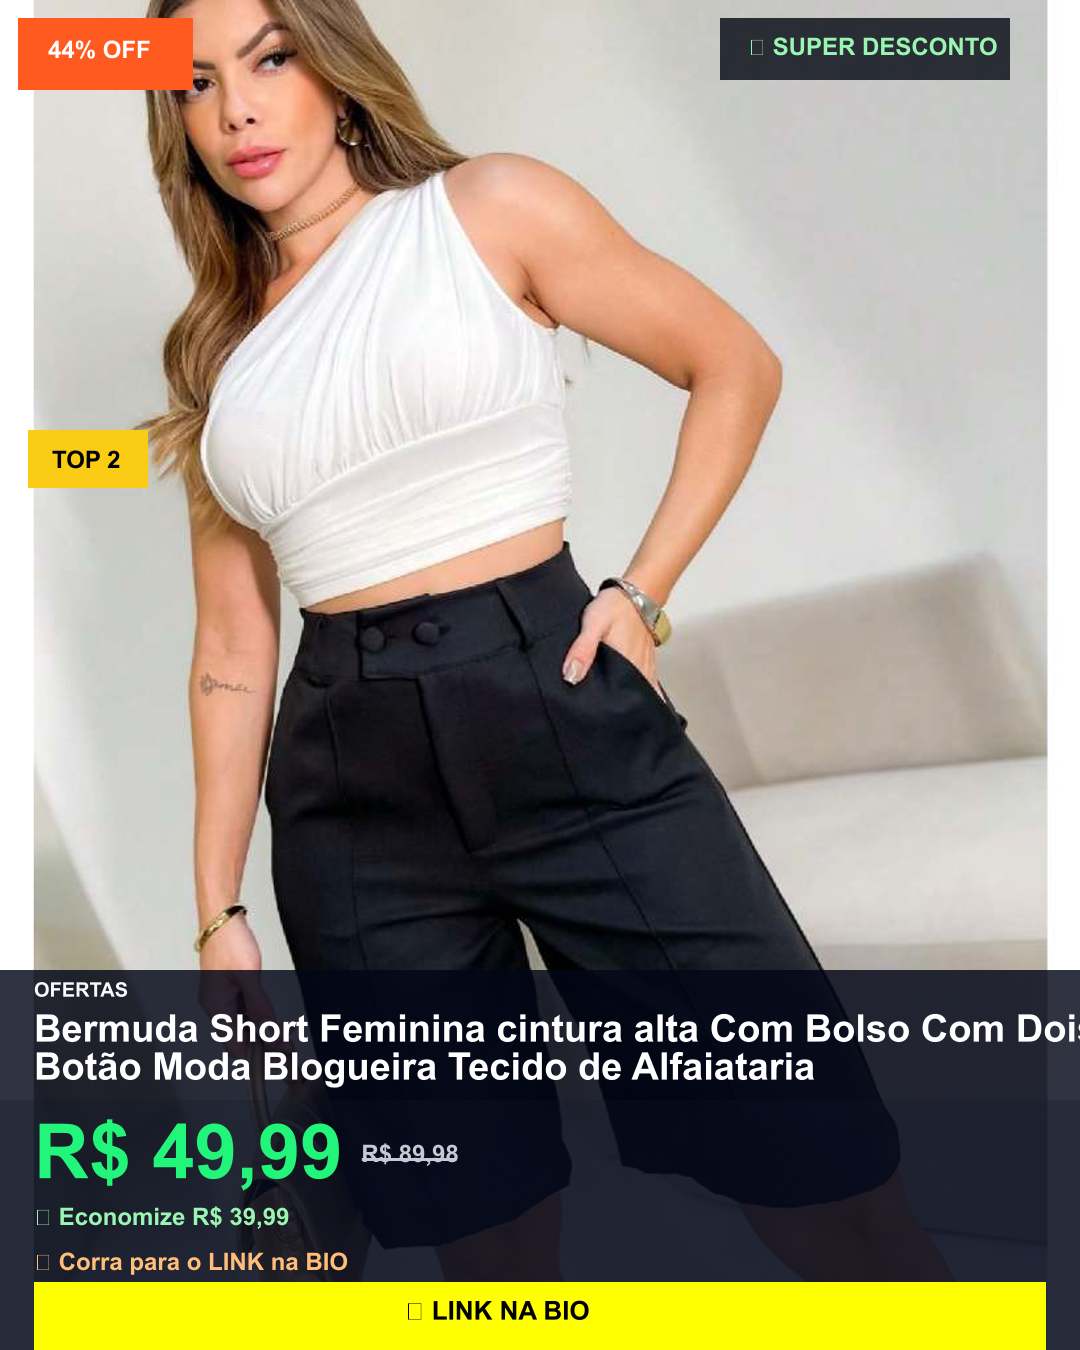 44% OFF
SUPER DESCONTO
TOP 2
OFERTAS
Bermuda Short Feminina cintura alta Com Bolso Com Dois
Botão Moda Blogueira Tecido de Alfaiataria
R$ 49,99 R$ 89,98
Economize R$ 39,99
Corra para o LINK na BIO
LINK NA BIO